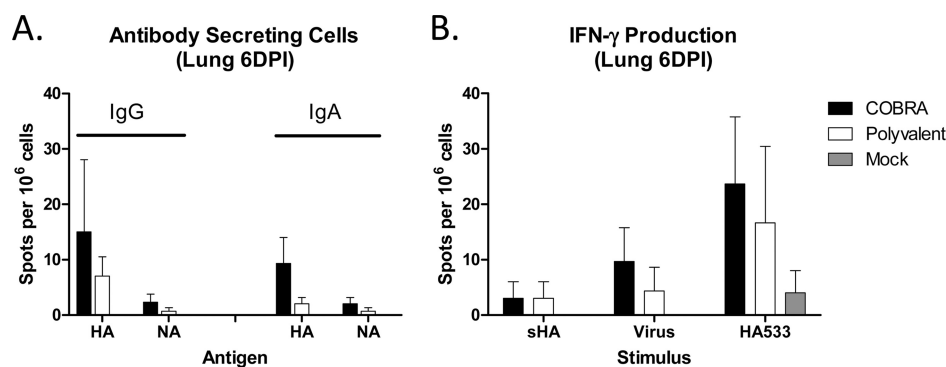 A.
Antibody Secreting Cells
(Lung 6DPI)
IgG
IgA
Spots per 10⁶ cells
40
30
20
10
0
HA NA HA NA
Antigen
B.
IFN-γ Production
(Lung 6DPI)
Spots per 10⁶ cells
40
30
20
10
0
sHA Virus HA533
Stimulus
COBRA
Polyvalent
Mock